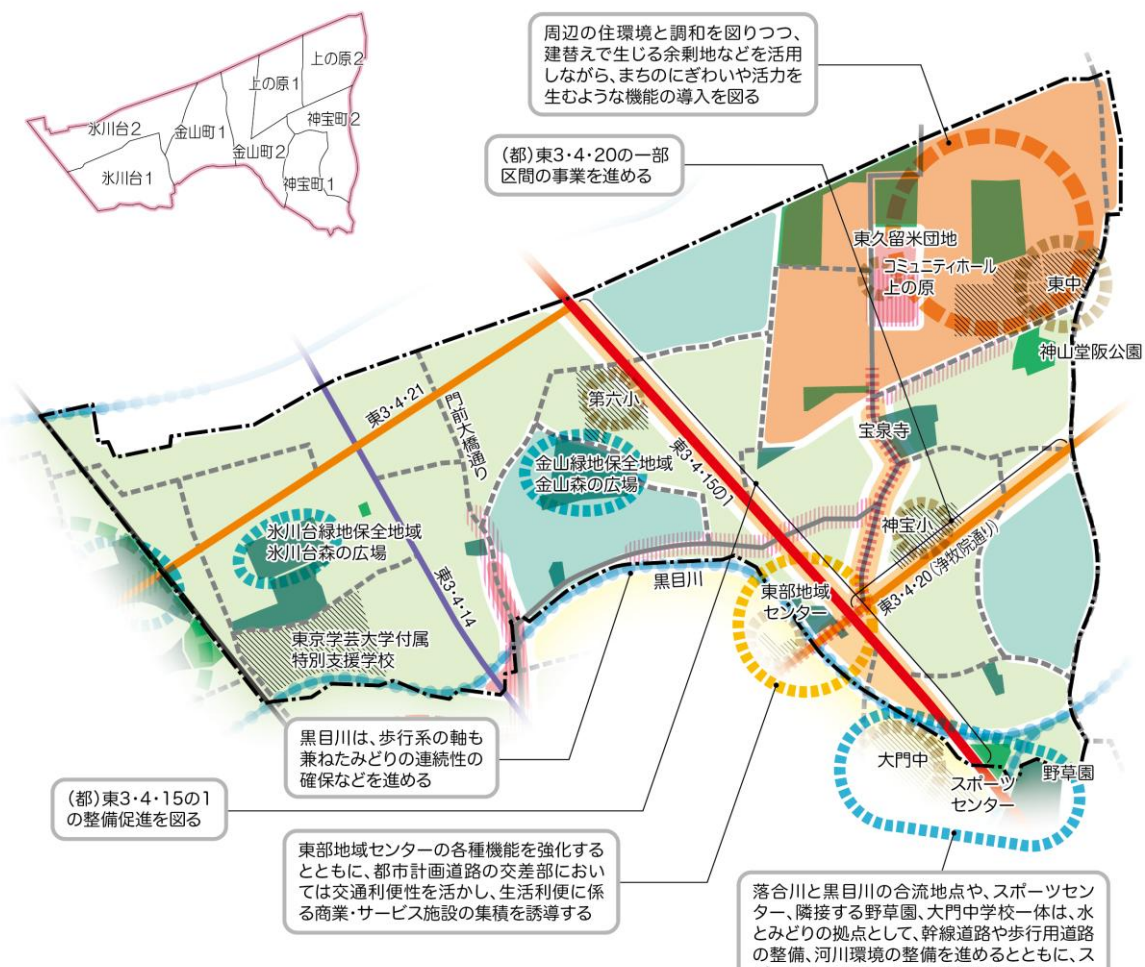 上の原2
上の原1
神宝町2
氷川台2
金山町1
金山町2
氷川台1
神宝町1
周辺の住環境と調和を図りつつ、
建替えで生じる余剰地などを活用
しながら、まちのにぎわいや活力を
生むような機能の導入を図る
(都)東3・4・20の一部
区間の事業を進める
東久留米団地
コミュニティホール
上の原
東中
神山堂阪公園
東3・4・21
門前大橋通り
第六小
東3・4・15の1
宝泉寺
金山緑地保全地域
金山森の広場
神宝小
氷川台緑地保全地域
氷川台森の広場
東3・4・14
黒目川
東部地域
センター
東3・4・20(浄牧院通り)
東京学芸大学付属
特別支援学校
大門中
スポーツ
センター
野草園
黒目川は、歩行系の軸も
兼ねたみどりの連続性の
確保などを進める
(都)東3・4・15の1
の整備促進を図る
東部地域センターの各種機能を強化する
とともに、都市計画道路の交差部におい
ては交通利便性を活かし、生活利便に係
る商業・サービス施設の集積を誘導する
落合川と黒目川の合流地点や、スポーツセン
ター、隣接する野草園、大門中学校一体は、水
とみどりの拠点として、幹線道路や歩行用道路
の整備、河川環境の整備を進めるとともに、ス